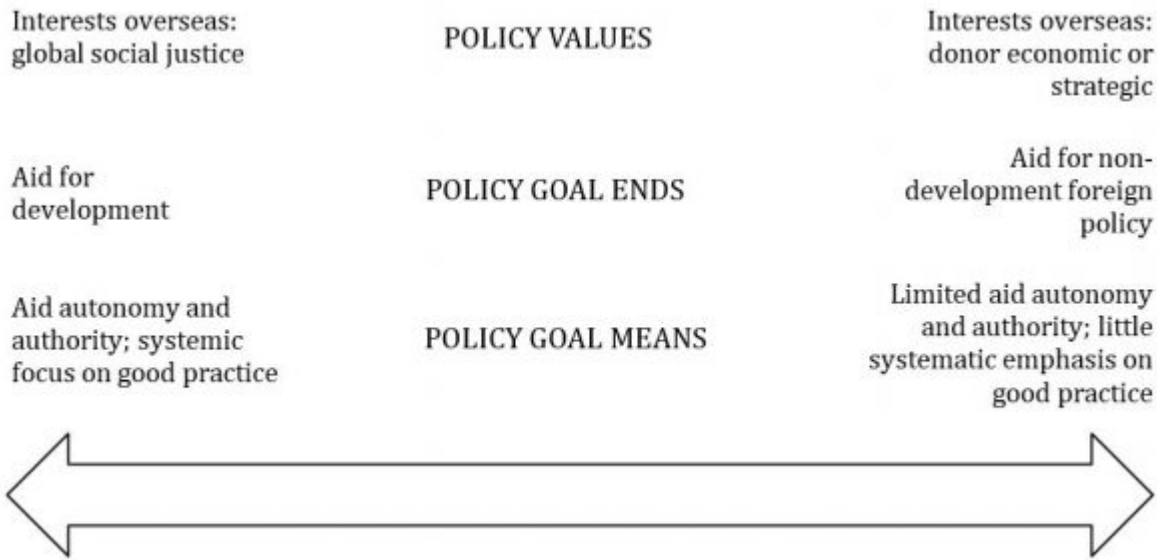 Interests overseas:
global social justice
POLICY VALUES
Interests overseas:
donor economic or
strategic
Aid for
development
POLICY GOAL ENDS
Aid for non-
development foreign
policy
Aid autonomy and
authority; systemic
focus on good practice
POLICY GOAL MEANS
Limited aid autonomy
and authority; little
systematic emphasis on
good practice